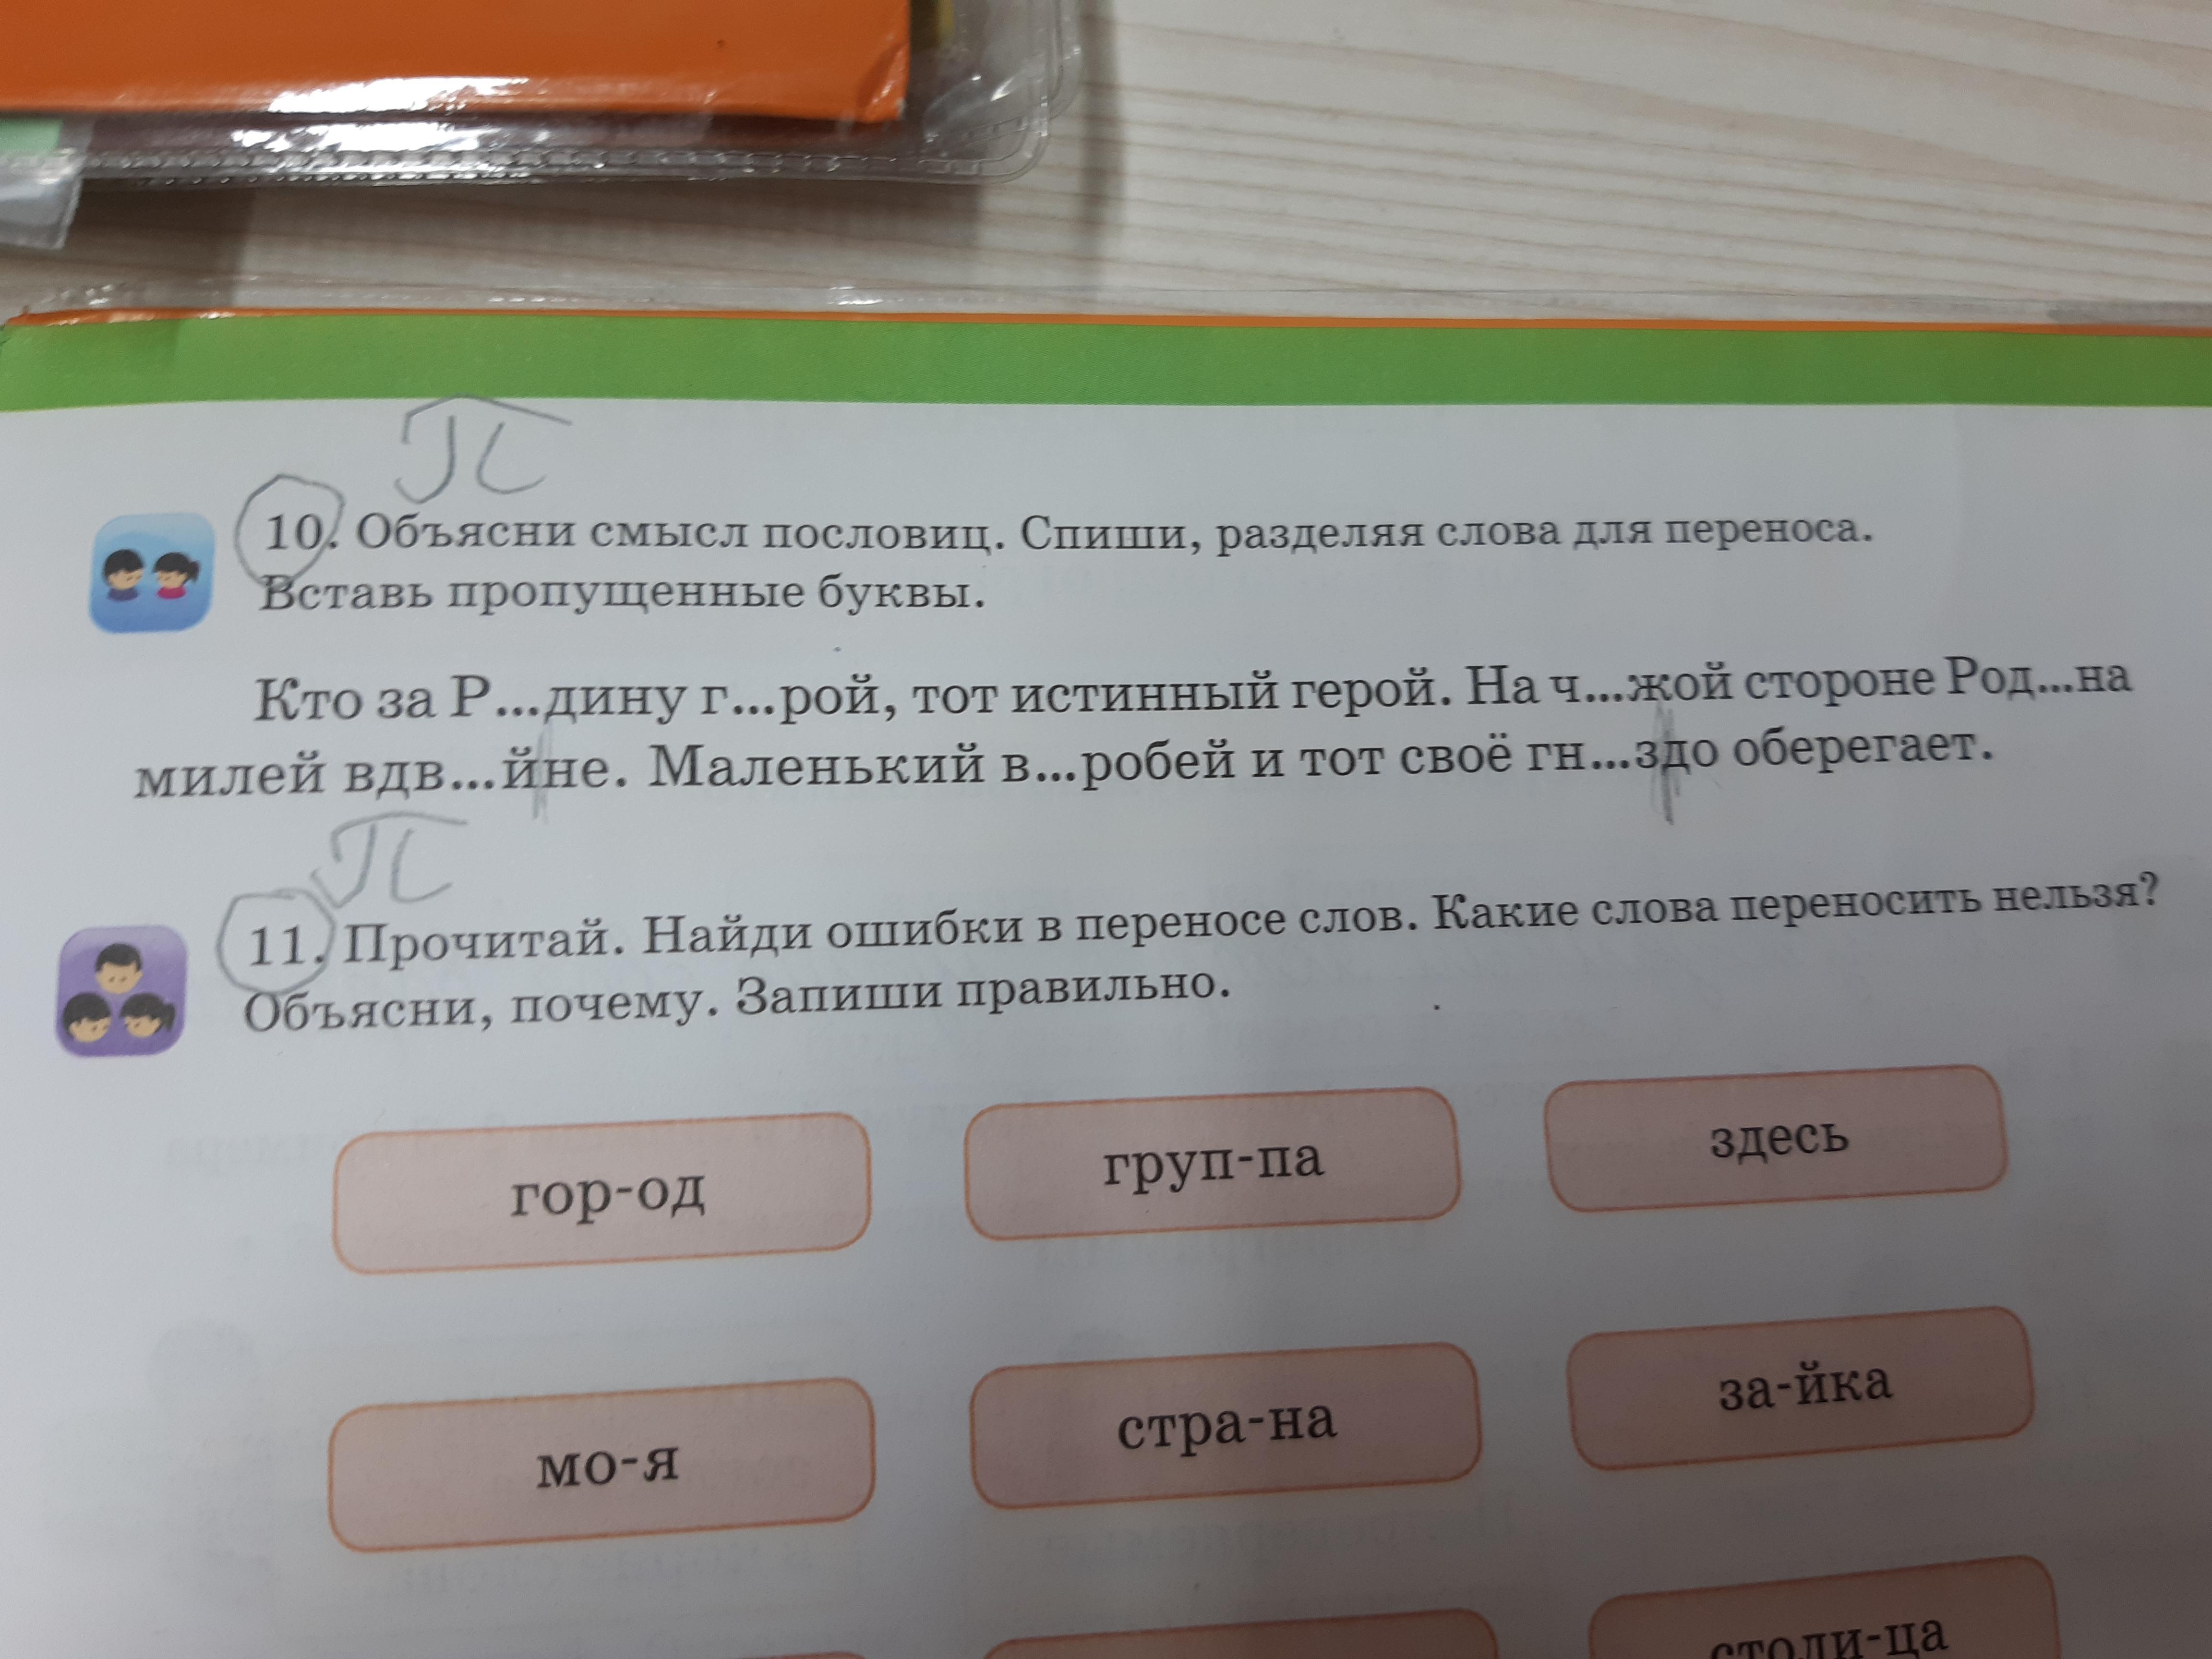 П
10. Объясни смысл пословиц. Спиши, разделяя слова для переноса.
Вставь пропущенные буквы.
Кто за Р...дину г...рой, тот истинный герой. На ч...жой стороне Род...на
милей вдв...йне. Маленький в...робей и тот своё гн...здо оберегает.
П
11. Прочитай. Найди ошибки в переносе слов. Какие слова переносить нельзя?
Объясни, почему. Запиши правильно.
гор-од
груп-па
здесь
мо-я
стра-на
за-йка
столи-ца